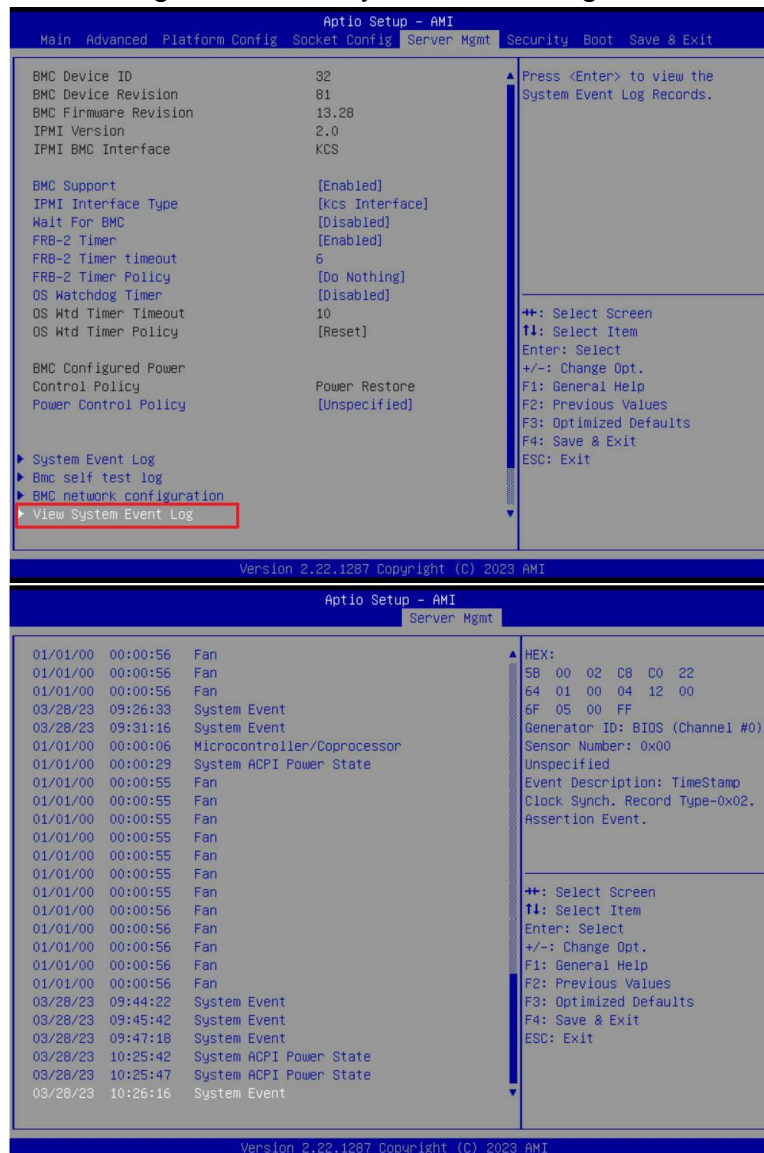 Aptio Setup - AMI
Main Advanced Platform Config Socket Config Server Mgmt Security Boot Save & Exit
BMC Device ID 32
BMC Device Revision 81
BMC Firmware Revision 13.28
IPMI Version 2.0
IPMI BMC Interface KCS
BMC Support [Enabled]
IPMI Interface Type [Kcs Interface]
Wait For BMC [Disabled]
FRB-2 Timer [Enabled]
FRB-2 Timer timeout 6
FRB-2 Timer Policy [Do Nothing]
OS Watchdog Timer [Disabled]
OS Wtd Timer Timeout 10
OS Wtd Timer Policy [Reset]
BMC Configured Power
Control Policy Power Restore
Power Control Policy [Unspecified]
System Event Log
Bmc self test log
BMC network configuration
View System Event Log
Press <Enter> to view the
System Event Log Records.
→←: Select Screen
↑↓: Select Item
Enter: Select
+/-: Change Opt.
F1: General Help
F2: Previous Values
F3: Optimized Defaults
F4: Save & Exit
ESC: Exit
Version 2.22.1287 Copyright (C) 2023 AMI
Aptio Setup - AMI
Server Mgmt
01/01/00 00:00:56 Fan
01/01/00 00:00:56 Fan
01/01/00 00:00:56 Fan
03/28/23 09:26:33 System Event
03/28/23 09:31:16 System Event
01/01/00 00:00:06 Microcontroller/Coprocessor
01/01/00 00:00:29 System ACPI Power State
01/01/00 00:00:55 Fan
01/01/00 00:00:55 Fan
01/01/00 00:00:55 Fan
01/01/00 00:00:55 Fan
01/01/00 00:00:55 Fan
01/01/00 00:00:55 Fan
01/01/00 00:00:55 Fan
01/01/00 00:00:56 Fan
01/01/00 00:00:56 Fan
01/01/00 00:00:56 Fan
01/01/00 00:00:56 Fan
01/01/00 00:00:56 Fan
03/28/23 09:44:22 System Event
03/28/23 09:45:42 System Event
03/28/23 09:47:18 System Event
03/28/23 10:25:42 System ACPI Power State
03/28/23 10:25:47 System ACPI Power State
03/28/23 10:26:16 System Event
HEX:
5B 00 02 C8 C0 22
64 01 00 04 12 00
6F 05 00 FF
Generator ID: BIOS (Channel #0)
Sensor Number: 0x00
Unspecified
Event Description: TimeStamp
Clock Synch. Record Type-0x02.
Assertion Event.
→←: Select Screen
↑↓: Select Item
Enter: Select
+/-: Change Opt.
F1: General Help
F2: Previous Values
F3: Optimized Defaults
F4: Save & Exit
ESC: Exit
Version 2.22.1287 Copyright (C) 2023 AMI